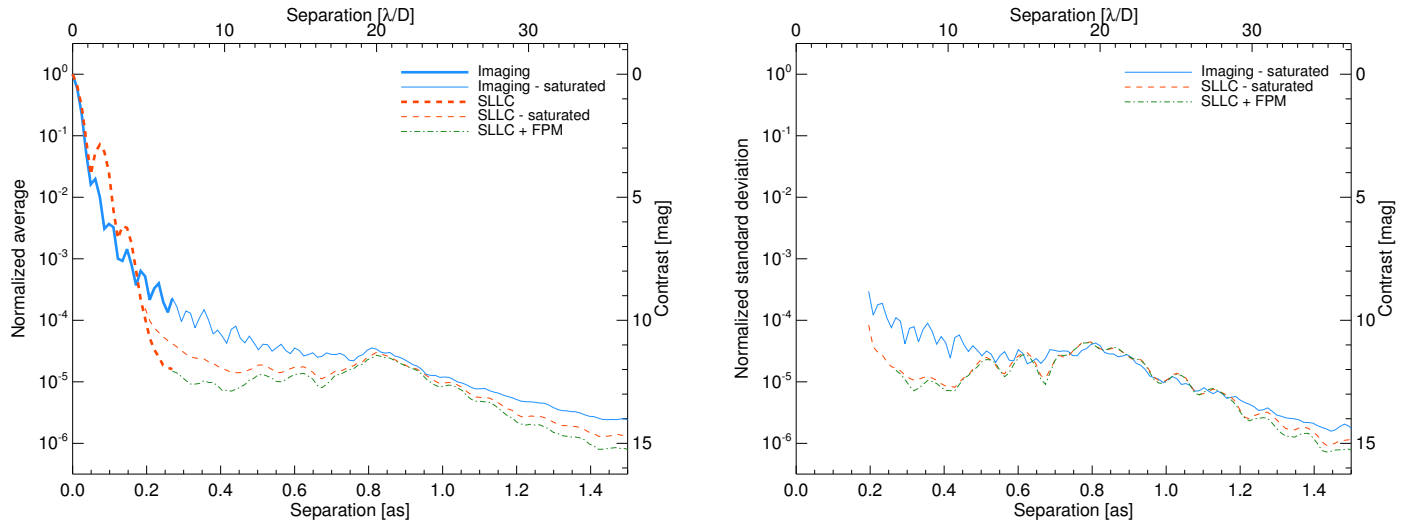 Separation [λ/D]
0 10 20 30
Normalized average
10^0
10^-1
10^-2
10^-3
10^-4
10^-5
10^-6
Imaging
Imaging - saturated
SLLC
SLLC - saturated
SLLC + FPM
0
5
10
15
Contrast [mag]
0.0 0.2 0.4 0.6 0.8 1.0 1.2 1.4
Separation [as]
Separation [λ/D]
0 10 20 30
Normalized standard deviation
10^0
10^-1
10^-2
10^-3
10^-4
10^-5
10^-6
Imaging - saturated
SLLC - saturated
SLLC + FPM
0
5
10
15
Contrast [mag]
0.0 0.2 0.4 0.6 0.8 1.0 1.2 1.4
Separation [as]